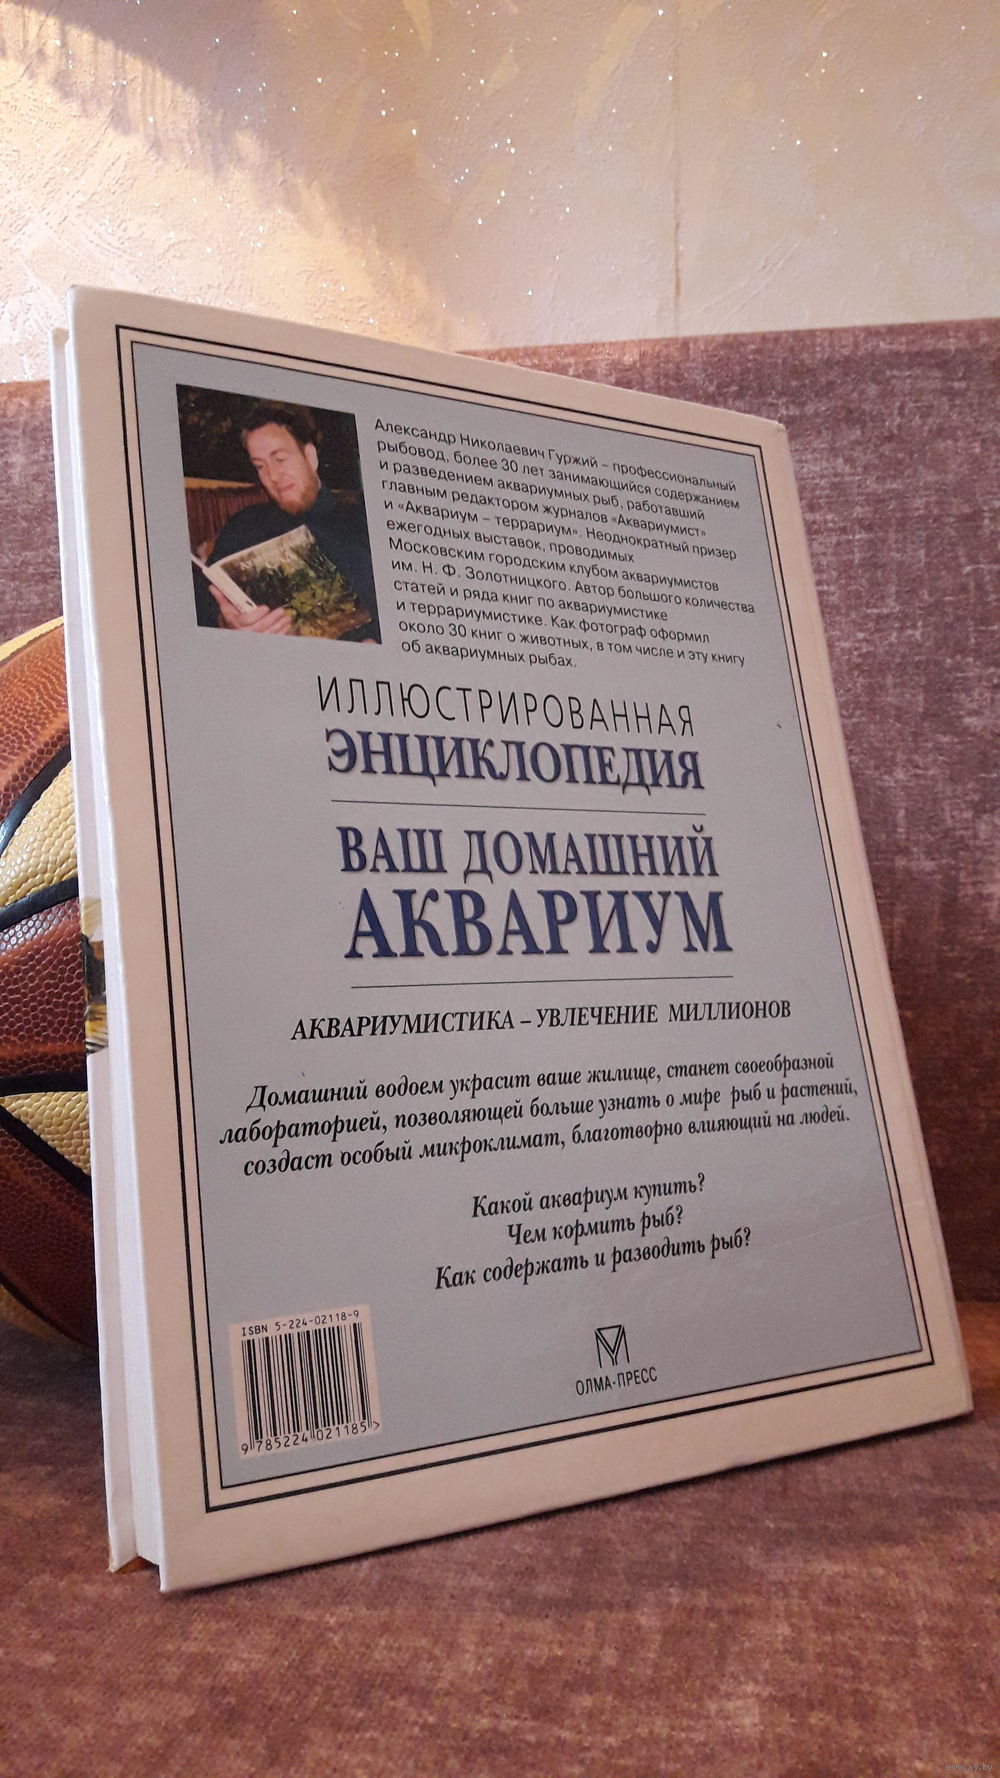 Александр Николаевич Гуржий – профессиональный
рыбовод, более 30 лет занимающийся содержанием
и разведением аквариумных рыб, работавший
главным редактором журналов «Аквариумист»
и «Аквариум – террариум». Неоднократный призер
ежегодных выставок, проводимых
Московским городским клубом аквариумистов
им. Н. Ф. Золотницкого. Автор большого количества
статей и ряда книг по аквариумистике
и террариумистике. Как фотограф оформил
около 30 книг о животных, в том числе и эту книгу
об аквариумных рыбах.
ИЛЛЮСТРИРОВАННАЯ
ЭНЦИКЛОПЕДИЯ
ВАШ ДОМАШНИЙ
АКВАРИУМ
АКВАРИУМИСТИКА – УВЛЕЧЕНИЕ МИЛЛИОНОВ
Домашний водоем украсит ваше жилище, станет своеобразной
лабораторией, позволяющей больше узнать о мире рыб и растений,
создаст особый микроклимат, благотворно влияющий на людей.
Какой аквариум купить?
Чем кормить рыб?
Как содержать и разводить рыб?
ISBN 5-224-02118-9
9 785224 021185 >
ОЛМА-ПРЕСС
www.ay.by